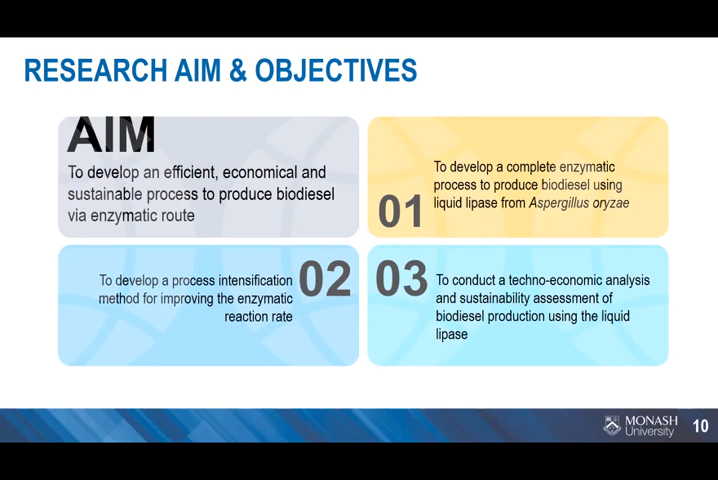 RESEARCH AIM & OBJECTIVES
AIM
To develop an efficient, economical and
sustainable process to produce biodiesel
via enzymatic route
01
To develop a complete enzymatic
process to produce biodiesel using
liquid lipase from Aspergillus oryzae
To develop a process intensification
method for improving the enzymatic
reaction rate
02
03
To conduct a techno-economic analysis
and sustainability assessment of
biodiesel production using the liquid
lipase
MONASH
University
10